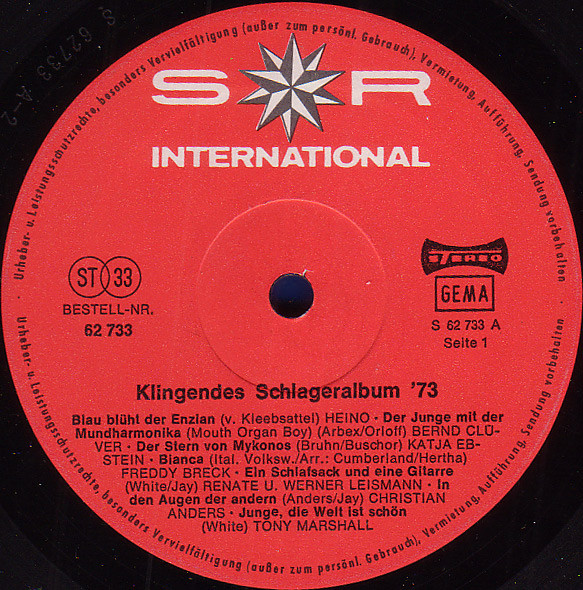 S R
INTERNATIONAL
ST 33
BESTELL-NR.
62 733
STEREO
GEMA
S 62 733 A
Seite 1
Klingendes Schlageralbum '73
Blau blüht der Enzian (v. Kleebsattel) HEINO · Der Junge mit der
Mundharmonika (Mouth Organ Boy) (Arbex/Orloff) BERND CLÜ-
VER · Der Stern von Mykonos (Bruhn/Buschor) KATJA EB-
STEIN · Bianca (Ital. Volksw./Arr.: Cumberland/Hertha)
FREDDY BRECK · Ein Schlafsack und eine Gitarre
(White/Jay) RENATE U. WERNER LEISMANN · In
den Augen der andern (Anders/Jay) CHRISTIAN
ANDERS · Junge, die Welt ist schön
(White) TONY MARSHALL
Urheber- u. Leistungsschutzrechte, besonders Vervielfältigung (außer zum persönl. Gebrauch), Vermietung, Aufführung, Sendung vorbehalten
Urheber- u. Leistungsschutzrechte, besonders Vervielfältigung (außer zum persönl. Gebrauch), Vermietung, Aufführung, Sendung vorbehalten
S 62733 A-2